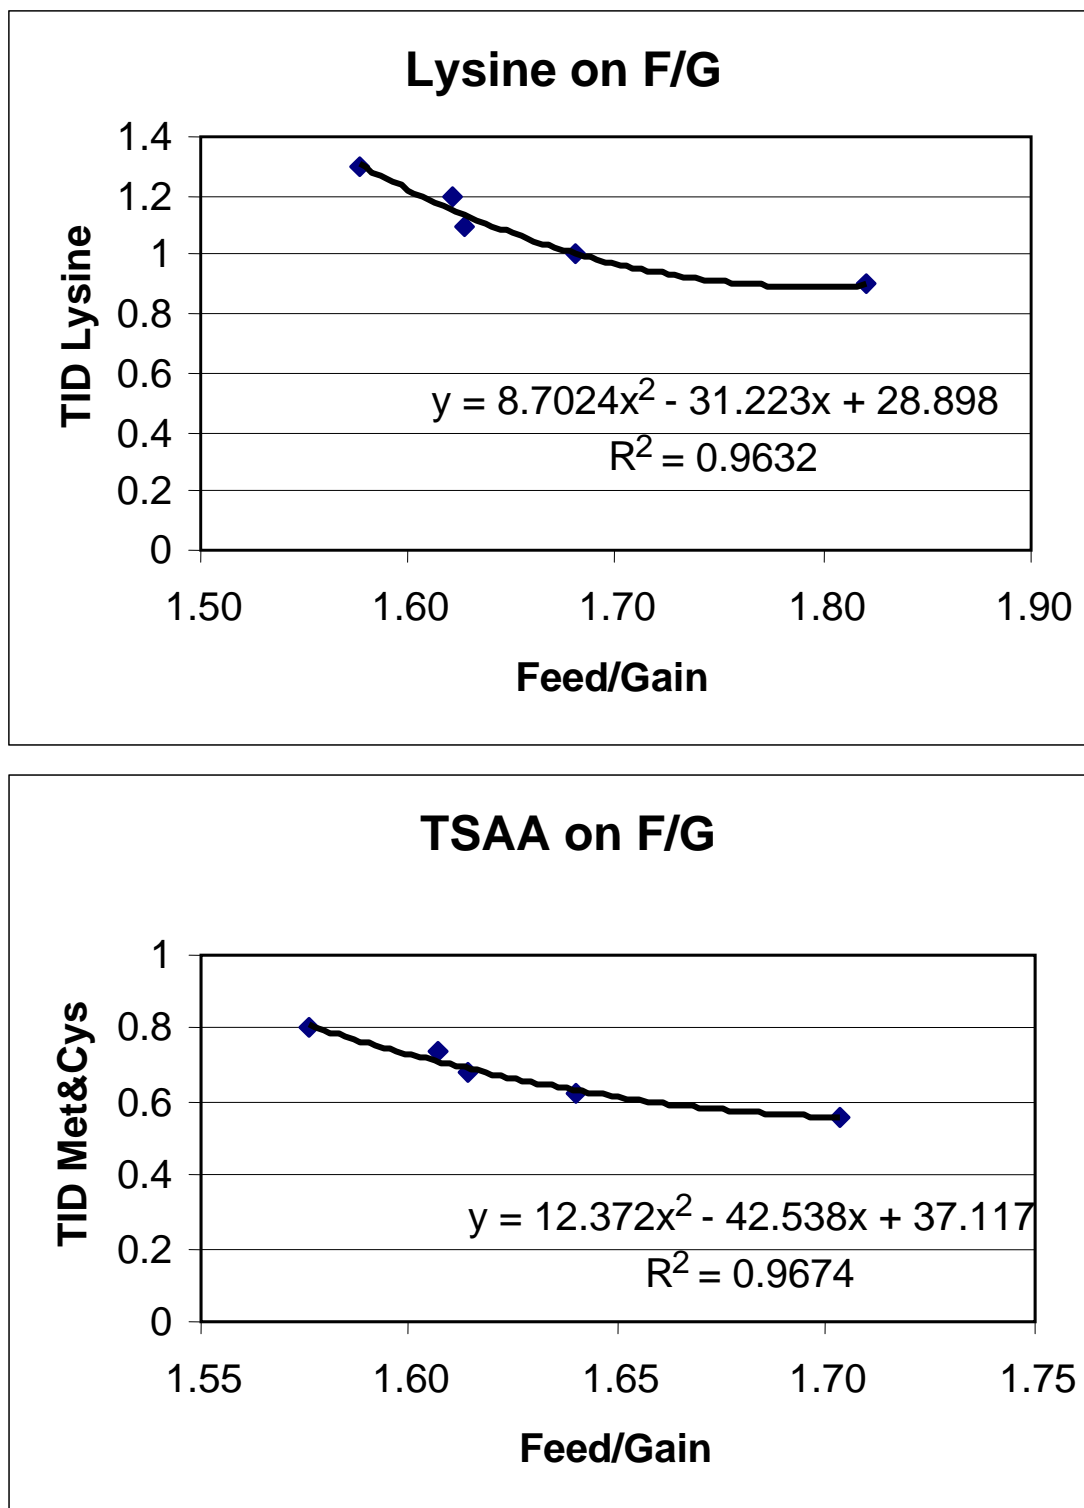 Lysine on F/G
1.4
1.2
1
0.8
0.6
0.4
0.2
0
TID Lysine
y = 8.7024x² - 31.223x + 28.898
R² = 0.9632
1.50 1.60 1.70 1.80 1.90
Feed/Gain
TSAA on F/G
1
0.8
0.6
0.4
0.2
0
TID Met&Cys
y = 12.372x² - 42.538x + 37.117
R² = 0.9674
1.55 1.60 1.65 1.70 1.75
Feed/Gain